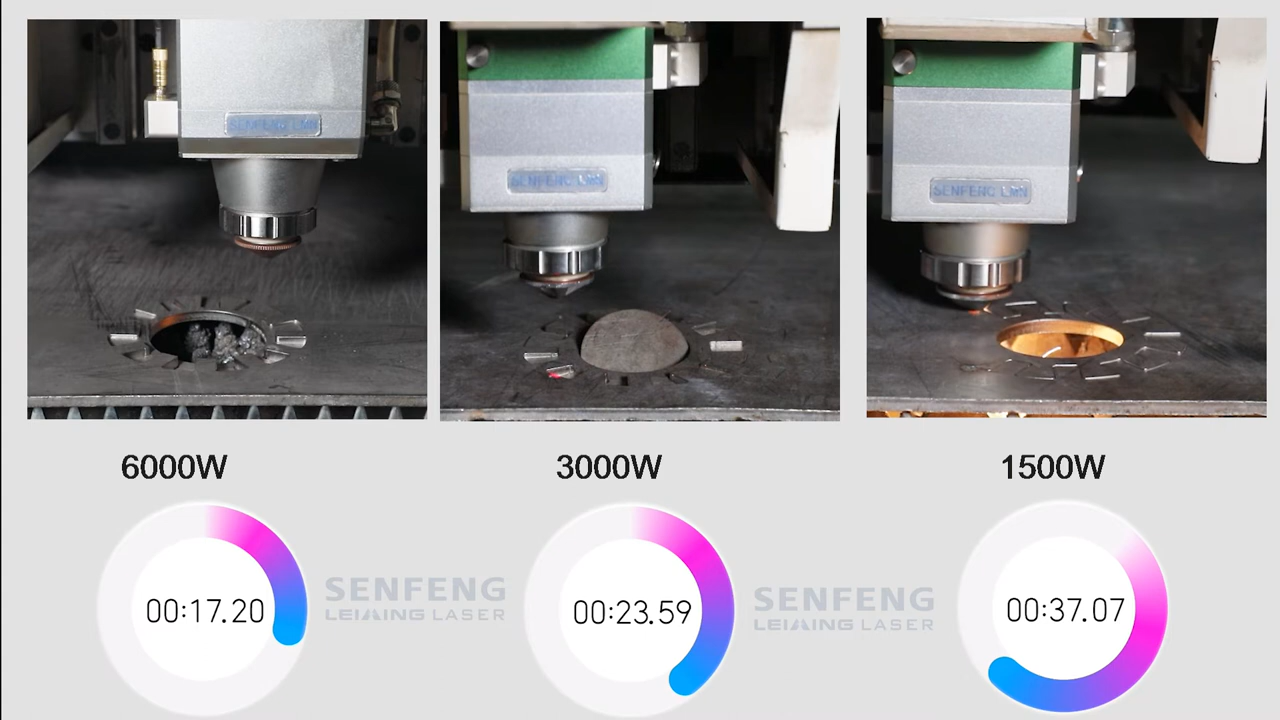 SENFENG LMN
SENFENG LMN
SENFENG LMN
6000W
3000W
1500W
00:17.20
00:23.59
00:37.07
SENFENG
LEIMING LASER
SENFENG
LEIMING LASER